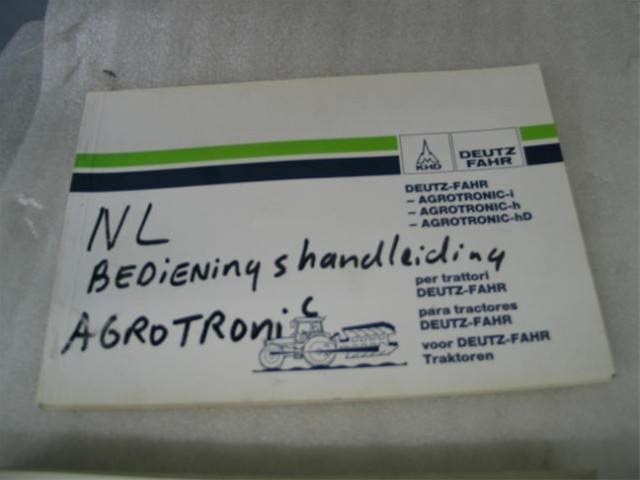 KHD
DEUTZ
FAHR
DEUTZ-FAHR
- AGROTRONIC-i
- AGROTRONIC-h
- AGROTRONIC-hD
NL
BEDIENingshandleiding
AGROTRONiC
per trattori
DEUTZ-FAHR
para tractores
DEUTZ-FAHR
voor DEUTZ-FAHR
Traktoren